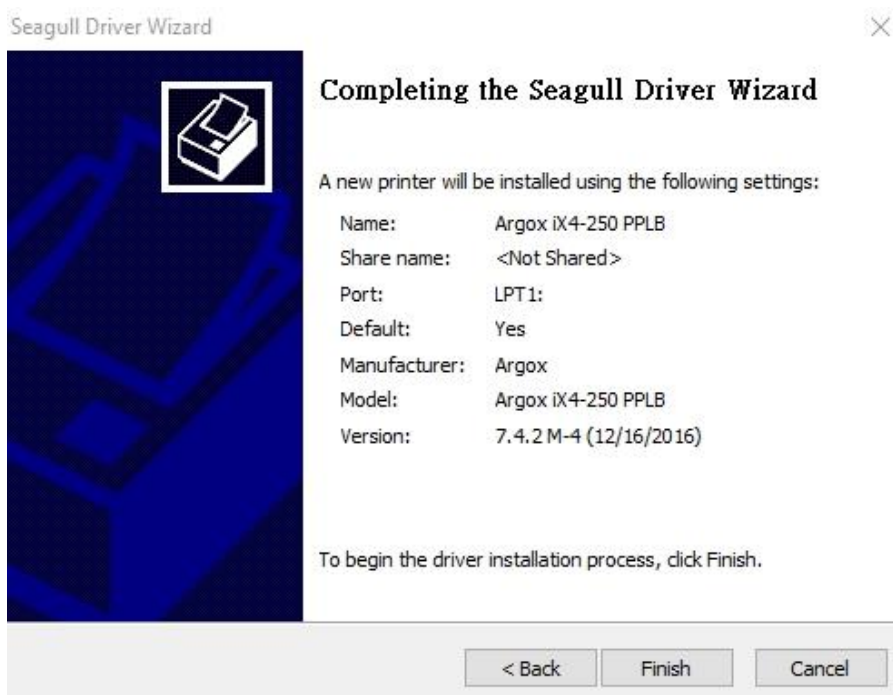 Seagull Driver Wizard
Completing the Seagull Driver Wizard
A new printer will be installed using the following settings:
Name: Argox iX4-250 PPLB
Share name: <Not Shared>
Port: LPT1:
Default: Yes
Manufacturer: Argox
Model: Argox iX4-250 PPLB
Version: 7.4.2 M-4 (12/16/2016)
To begin the driver installation process, click Finish.
< Back Finish Cancel